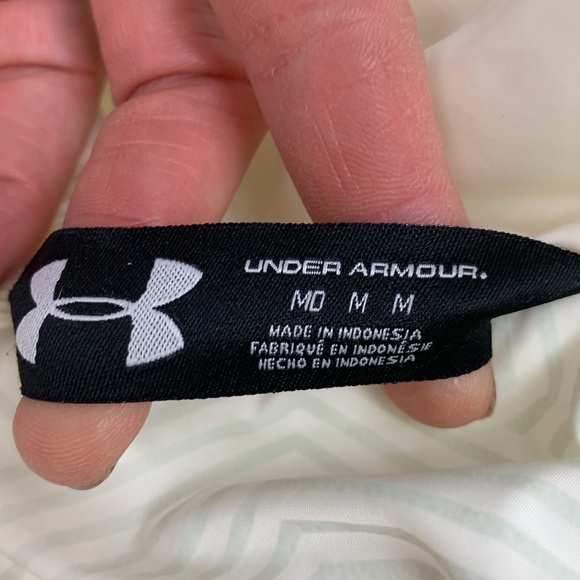 UNDER ARMOUR.
MD M M
MADE IN INDONESIA
FABRIQUÉ EN INDONÉSIE
HECHO EN INDONESIA